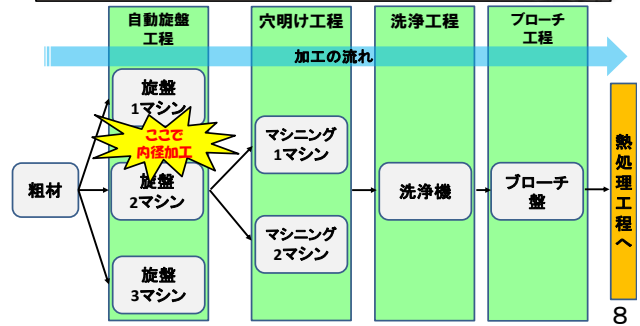 自動旋盤
工程
穴明け工程
洗浄工程
ブローチ
工程
加工の流れ
粗材
旋盤
1マシン
ここで
内径加工
旋盤
2マシン
旋盤
3マシン
マシニング
1マシン
マシニング
2マシン
洗浄機
ブローチ
盤
熱処理工程へ
8